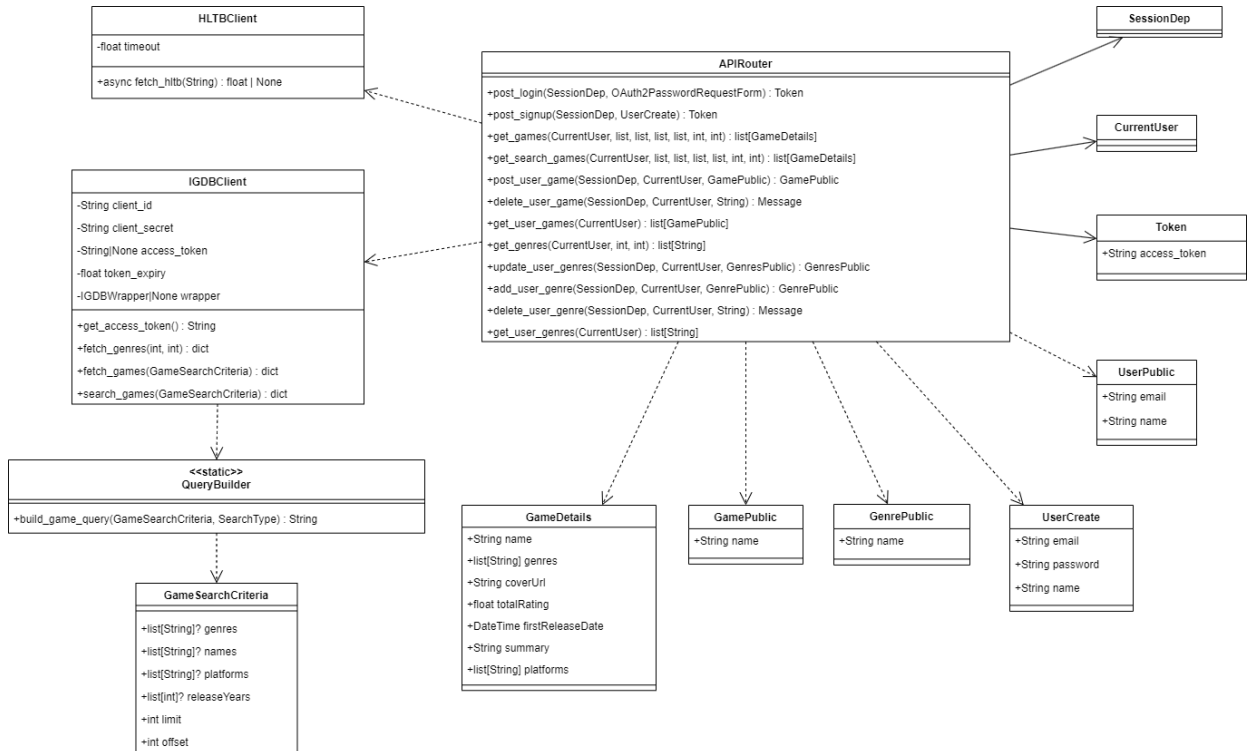 HLTBClient
-float timeout
+async fetch_hltb(String) : float | None
IGDBClient
-String client_id
-String client_secret
-String|None access_token
-float token_expiry
-IGDBWrapper|None wrapper
+get_access_token() : String
+fetch_genres(int, int) : dict
+fetch_games(GameSearchCriteria) : dict
+search_games(GameSearchCriteria) : dict
<<static>>
QueryBuilder
+build_game_query(GameSearchCriteria, SearchType) : String
GameSearchCriteria
+list[String]? genres
+list[String]? names
+list[String]? platforms
+list[int]? releaseYears
+int limit
+int offset
APIRouter
+post_login(SessionDep, OAuth2PasswordRequestForm) : Token
+post_signup(SessionDep, UserCreate) : Token
+get_games(CurrentUser, list, list, list, list, int, int) : list[GameDetails]
+get_search_games(CurrentUser, list, list, list, list, int, int) : list[GameDetails]
+post_user_game(SessionDep, CurrentUser, GamePublic) : GamePublic
+delete_user_game(SessionDep, CurrentUser, String) : Message
+get_user_games(CurrentUser) : list[GamePublic]
+get_genres(CurrentUser, int, int) : list[String]
+update_user_genres(SessionDep, CurrentUser, GenresPublic) : GenresPublic
+add_user_genre(SessionDep, CurrentUser, GenrePublic) : GenrePublic
+delete_user_genre(SessionDep, CurrentUser, String) : Message
+get_user_genres(CurrentUser) : list[String]
SessionDep
CurrentUser
Token
+String access_token
UserPublic
+String email
+String name
GameDetails
+String name
+list[String] genres
+String coverUrl
+float totalRating
+DateTime firstReleaseDate
+String summary
+list[String] platforms
GamePublic
+String name
GenrePublic
+String name
UserCreate
+String email
+String password
+String name